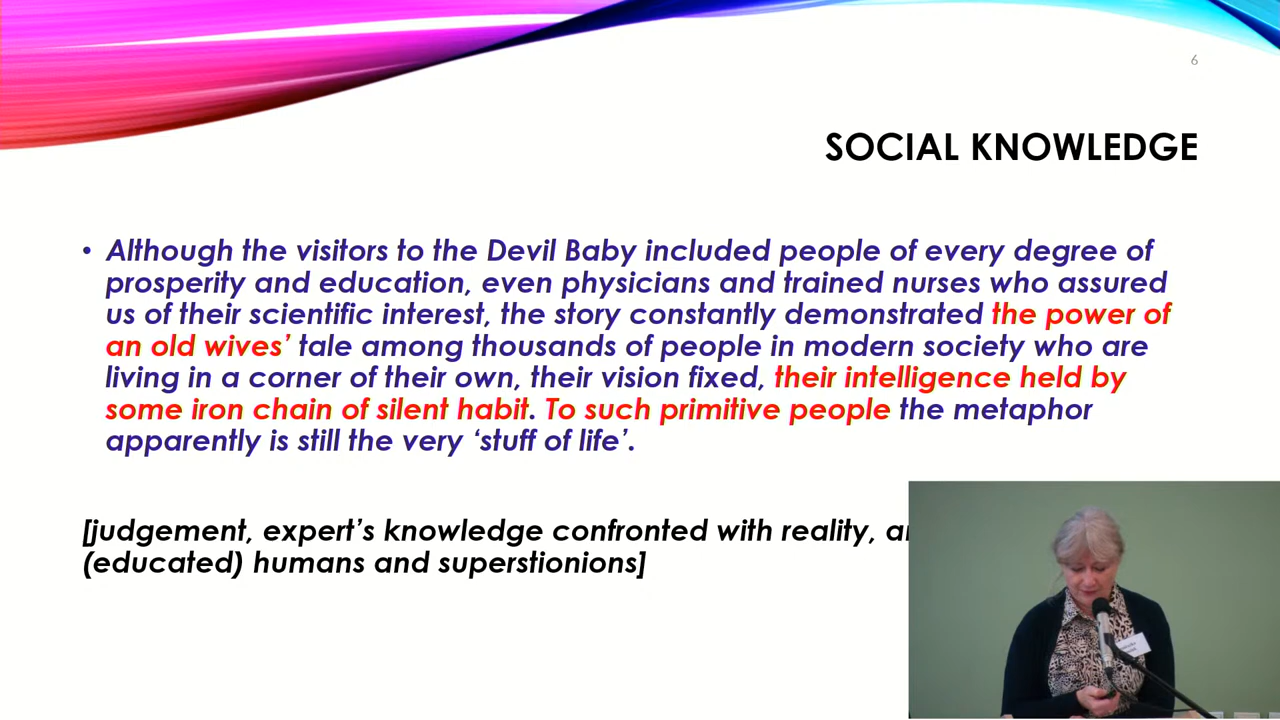 6
SOCIAL KNOWLEDGE
• Although the visitors to the Devil Baby included people of every degree of
prosperity and education, even physicians and trained nurses who assured
us of their scientific interest, the story constantly demonstrated the power of
an old wives’ tale among thousands of people in modern society who are
living in a corner of their own, their vision fixed, their intelligence held by
some iron chain of silent habit. To such primitive people the metaphor
apparently is still the very ‘stuff of life’.
[judgement, expert’s knowledge confronted with reality,
(educated) humans and superstionions]